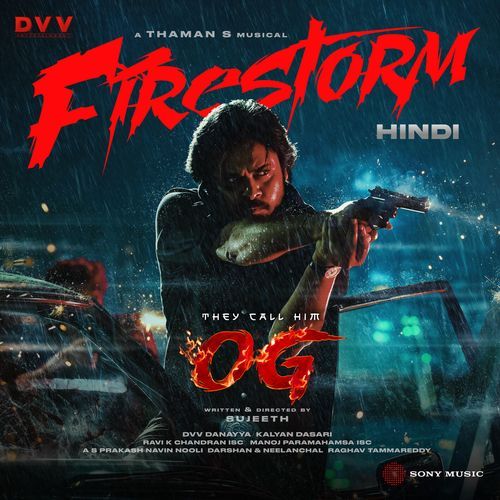 DVV
ENTERTAINMENT
A THAMAN S MUSICAL
FIRESTORM
HINDI
THEY CALL HIM
OG
WRITTEN & DIRECTED BY
SUJEETH
DVV DANAYYA KALYAN DASARI
RAVI K CHANDRAN ISC MANOJ PARAMAHAMSA ISC
A S PRAKASH NAVIN NOOLI DARSHAN & NEELANCHAL RAGHAV TAMMAREDDY
SONY MUSIC